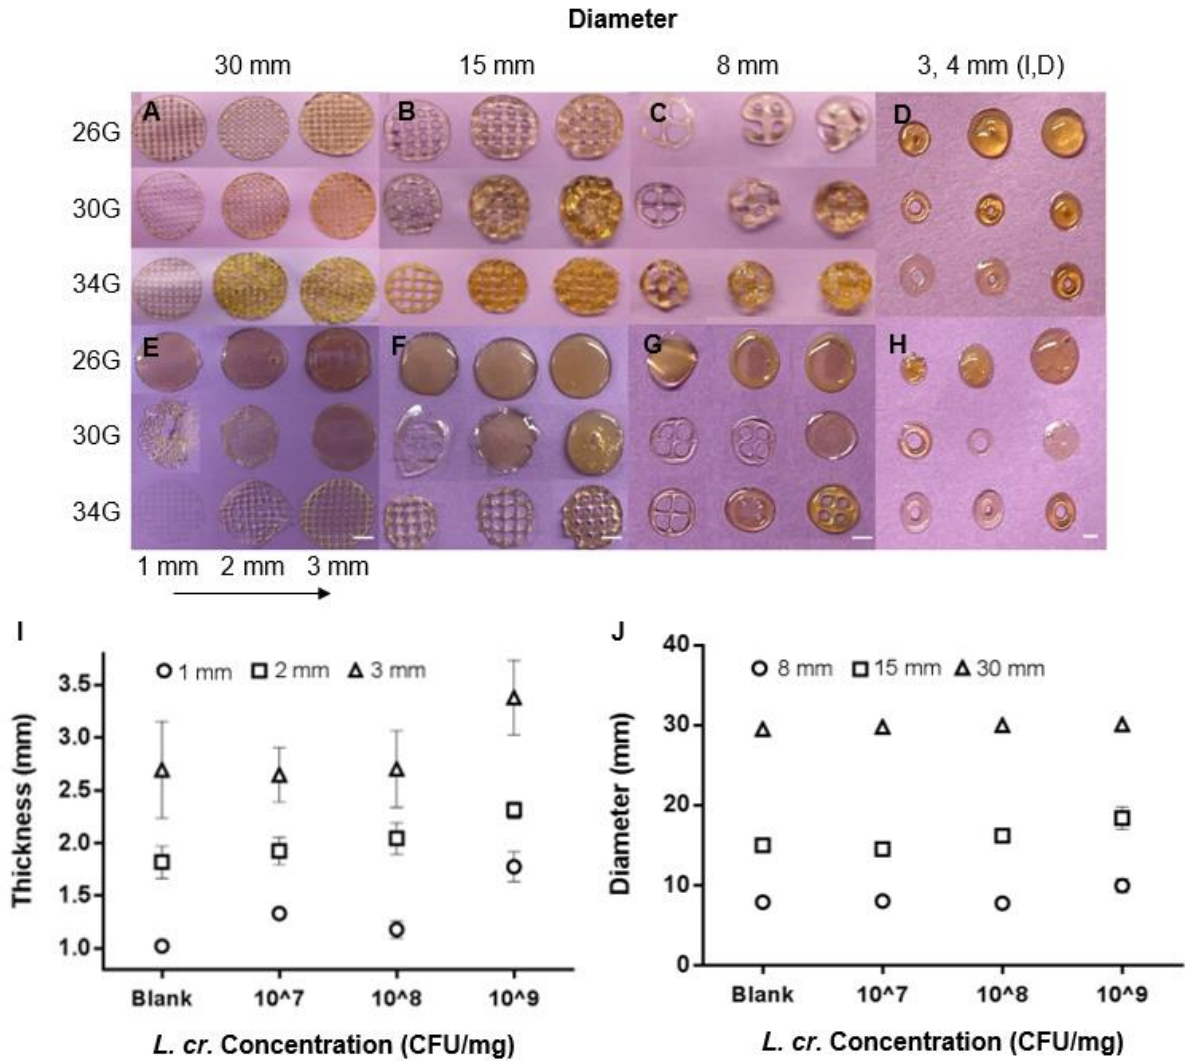 Diameter
30 mm 15 mm 8 mm 3, 4 mm (I,D)
A B C D
26G
30G
34G
E F G H
26G
30G
34G
1 mm 2 mm 3 mm
I J
○ 1 mm □ 2 mm △ 3 mm
3.5
3.0
2.5
2.0
1.5
1.0
Thickness (mm)
Blank 10^7 10^8 10^9
L. cr. Concentration (CFU/mg)
○ 8 mm □ 15 mm △ 30 mm
40
30
20
10
0
Diameter (mm)
Blank 10^7 10^8 10^9
L. cr. Concentration (CFU/mg)